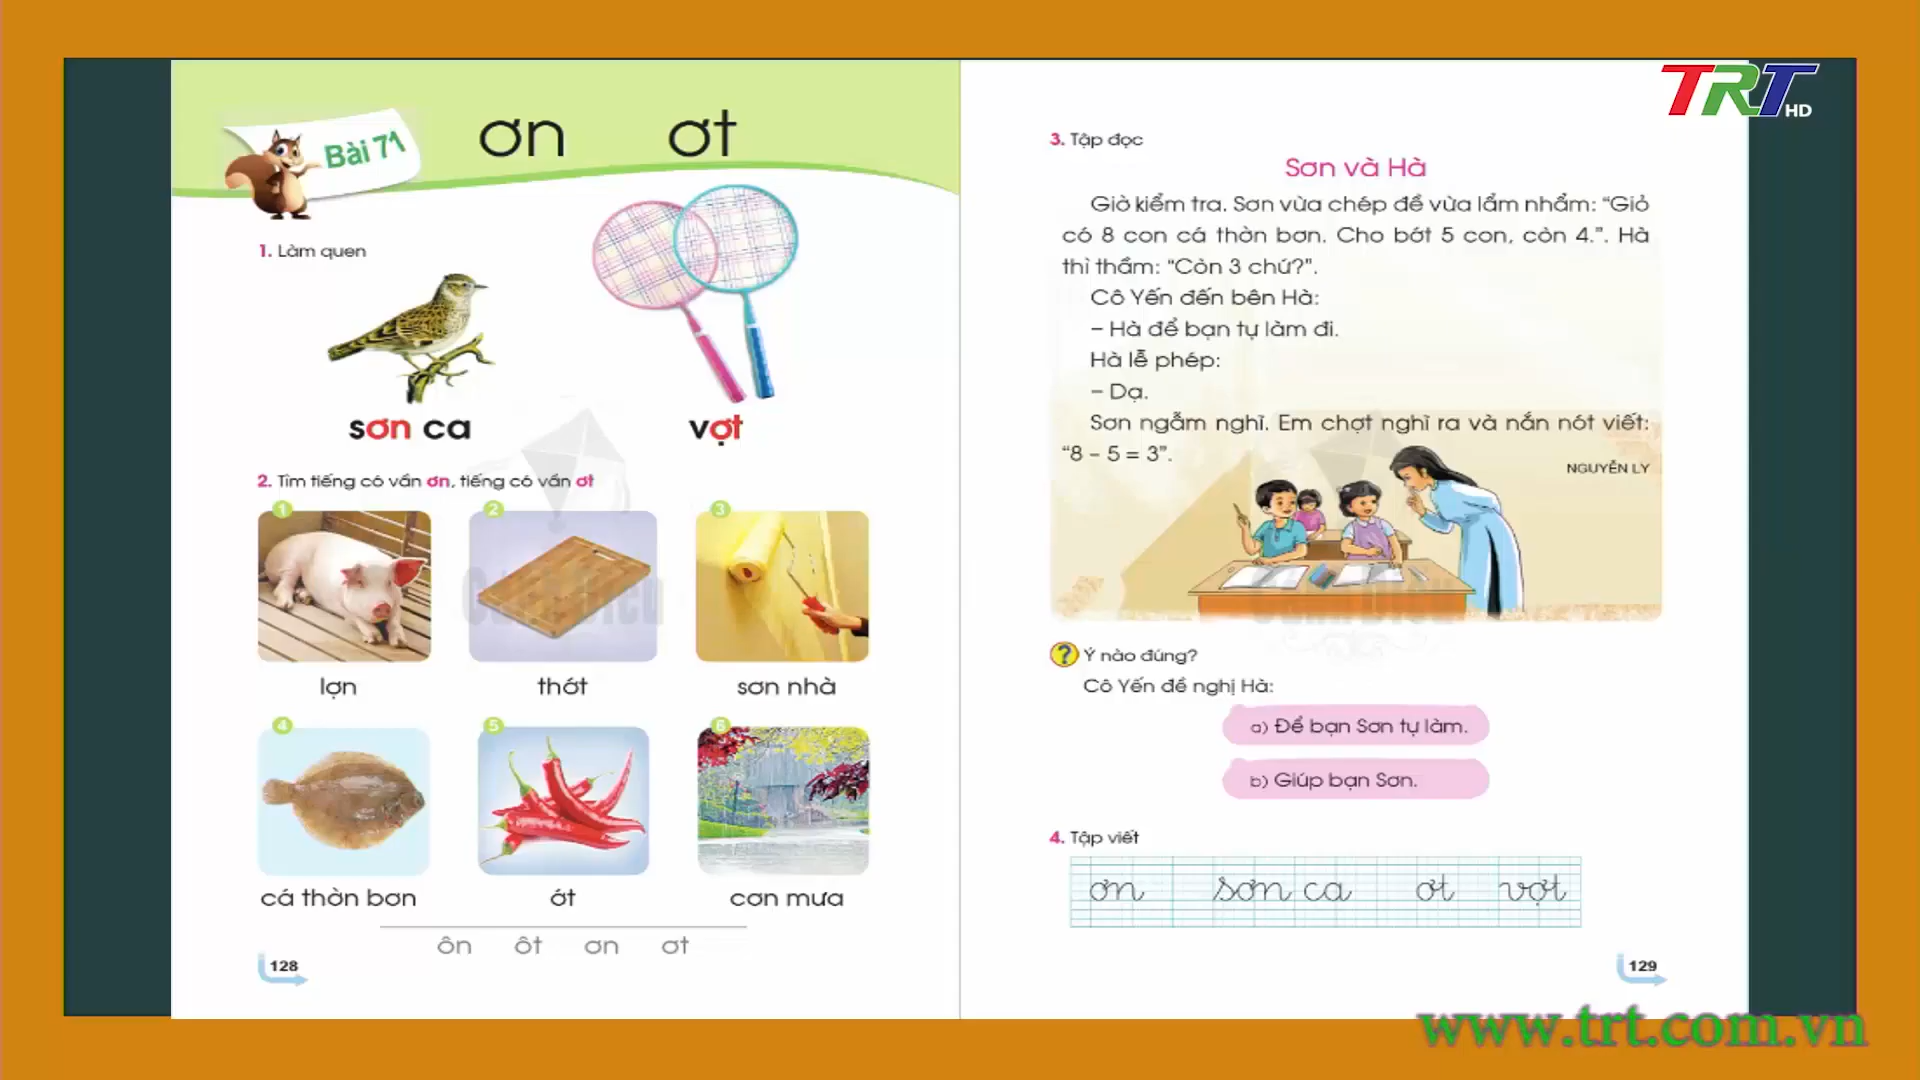 Bài 71
ơn ơt
1. Làm quen
sơn ca vợt
2. Tìm tiếng có vần ơn, tiếng có vần ơt
1 2 3
lợn thớt sơn nhà
4 5 6
cá thờn bơn ớt cơn mưa
ôn ôt ơn ơt
128
TRT HD
3. Tập đọc
Sơn và Hà
Giờ kiểm tra. Sơn vừa chép đề vừa lẩm nhẩm: “Giỏ
có 8 con cá thờn bơn. Cho bớt 5 con, còn 4.”. Hà
thì thầm: “Còn 3 chứ?”.
Cô Yến đến bên Hà:
– Hà để bạn tự làm đi.
Hà lễ phép:
– Dạ.
Sơn ngẫm nghĩ. Em chợt nghĩ ra và nắn nót viết:
“8 – 5 = 3”.
NGUYỄN LY
? Ý nào đúng?
Cô Yến đề nghị Hà:
a) Để bạn Sơn tự làm.
b) Giúp bạn Sơn.
4. Tập viết
ơn sơn ca ơt vợt
129
Cánh Diều
Cánh Diều
www.trt.com.vn